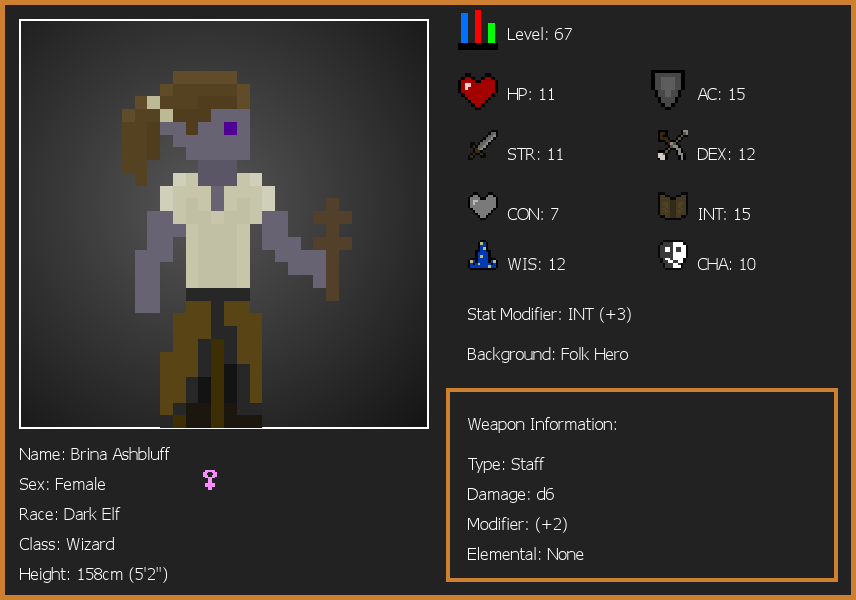 Level: 67
HP: 11
AC: 15
STR: 11
DEX: 12
CON: 7
INT: 15
WIS: 12
CHA: 10
Stat Modifier: INT (+3)
Background: Folk Hero
Weapon Information:
Type: Staff
Damage: d6
Modifier: (+2)
Elemental: None
Name: Brina Ashbluff
Sex: Female
Race: Dark Elf
Class: Wizard
Height: 158cm (5'2")